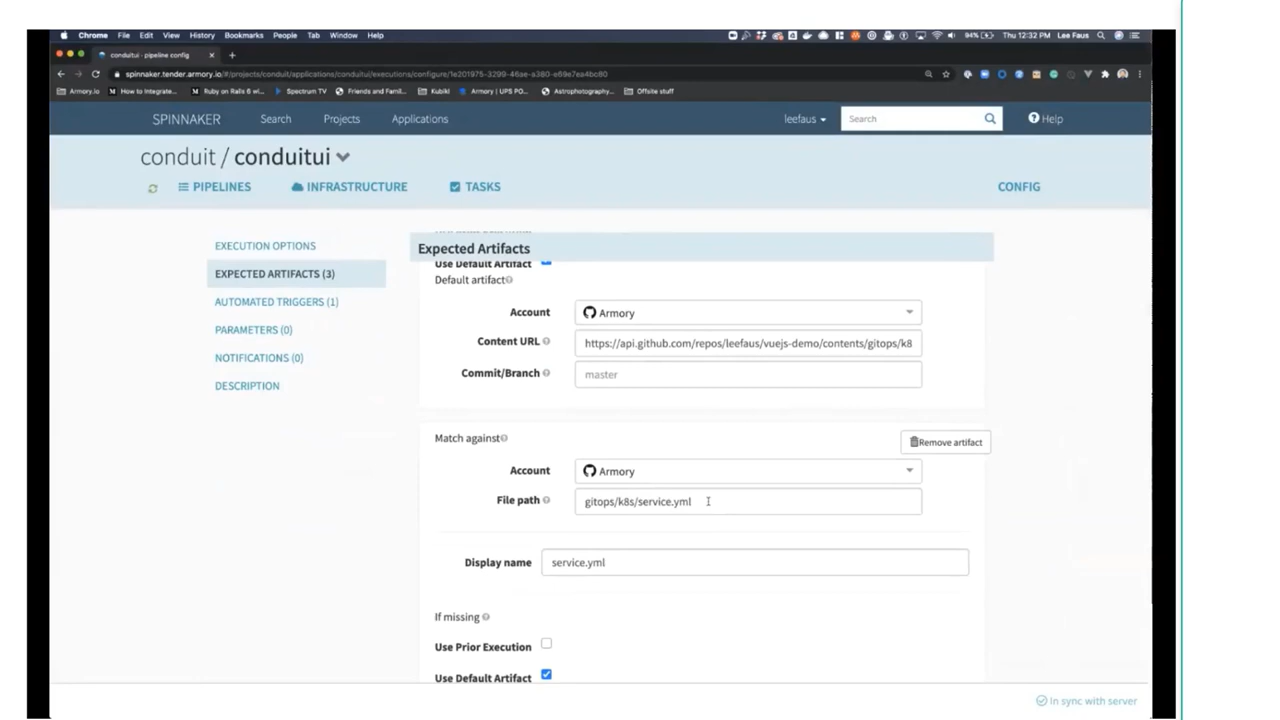 Chrome File Edit View History Bookmarks People Tab Window Help 94% Thu 12:32 PM Lee Faus
conduitui - pipeline config × +
spinnaker.tender.armory.io/#/projects/conduit/applications/conduitui/executions/configure/1e201975-3299-46ae-a380-e69e7ea4bc80
Armory.io How to Integrate... Ruby on Rails 6 wi... Spectrum TV Friends and Famil... Kubikl Armory | UPS PO... Astrophotography... Offsite stuff
SPINNAKER Search Projects Applications leefaus Search Help
conduit / conduitui
PIPELINES INFRASTRUCTURE TASKS CONFIG
EXECUTION OPTIONS
EXPECTED ARTIFACTS (3)
AUTOMATED TRIGGERS (1)
PARAMETERS (0)
NOTIFICATIONS (0)
DESCRIPTION
Expected Artifacts
Use Default Artifact
Default artifact
Account Armory
Content URL https://api.github.com/repos/leefaus/vuejs-demo/contents/gitops/k8
Commit/Branch master
Match against Remove artifact
Account Armory
File path gitops/k8s/service.yml
Display name service.yml
If missing
Use Prior Execution
Use Default Artifact
In sync with server